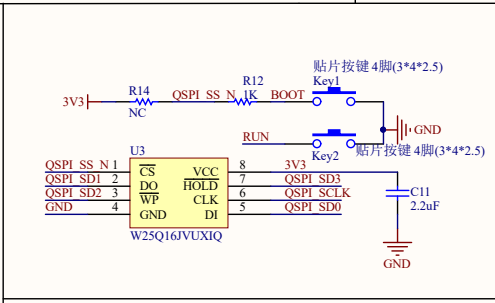 贴片按键 4脚(3*4*2.5)
R14 R12 Key1
3V3 QSPI_SS_N 1K BOOT
NC
GND
RUN
Key2 贴片按键 4脚(3*4*2.5)
U3
QSPI_SS_N 1 CS VCC 8 3V3
QSPI_SD1 2 DO HOLD 7 QSPI_SD3
QSPI_SD2 3 WP CLK 6 QSPI_SCLK
GND 4 GND DI 5 QSPI_SD0
C11
2.2uF
W25Q16JVUXIQ
GND